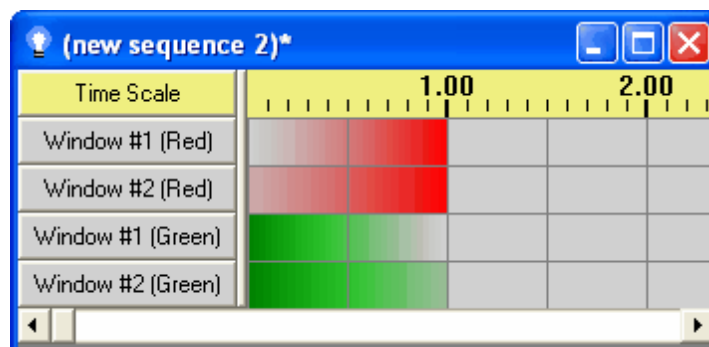 (new sequence 2)*
Time Scale 1.00 2.00
Window #1 (Red)
Window #2 (Red)
Window #1 (Green)
Window #2 (Green)